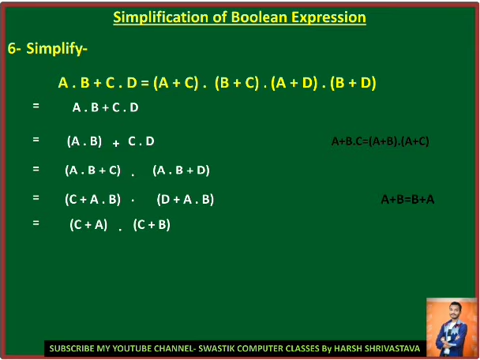 Simplification of Boolean Expression
6- Simplify-
A . B + C . D = (A + C) . (B + C) . (A + D) . (B + D)
= A . B + C . D
= (A . B) + C . D A+B.C=(A+B).(A+C)
= (A . B + C) . (A . B + D)
= (C + A . B) . (D + A . B) A+B=B+A
= (C + A) . (C + B)
SUBSCRIBE MY YOUTUBE CHANNEL- SWASTIK COMPUTER CLASSES By HARSH SHRIVASTAVA